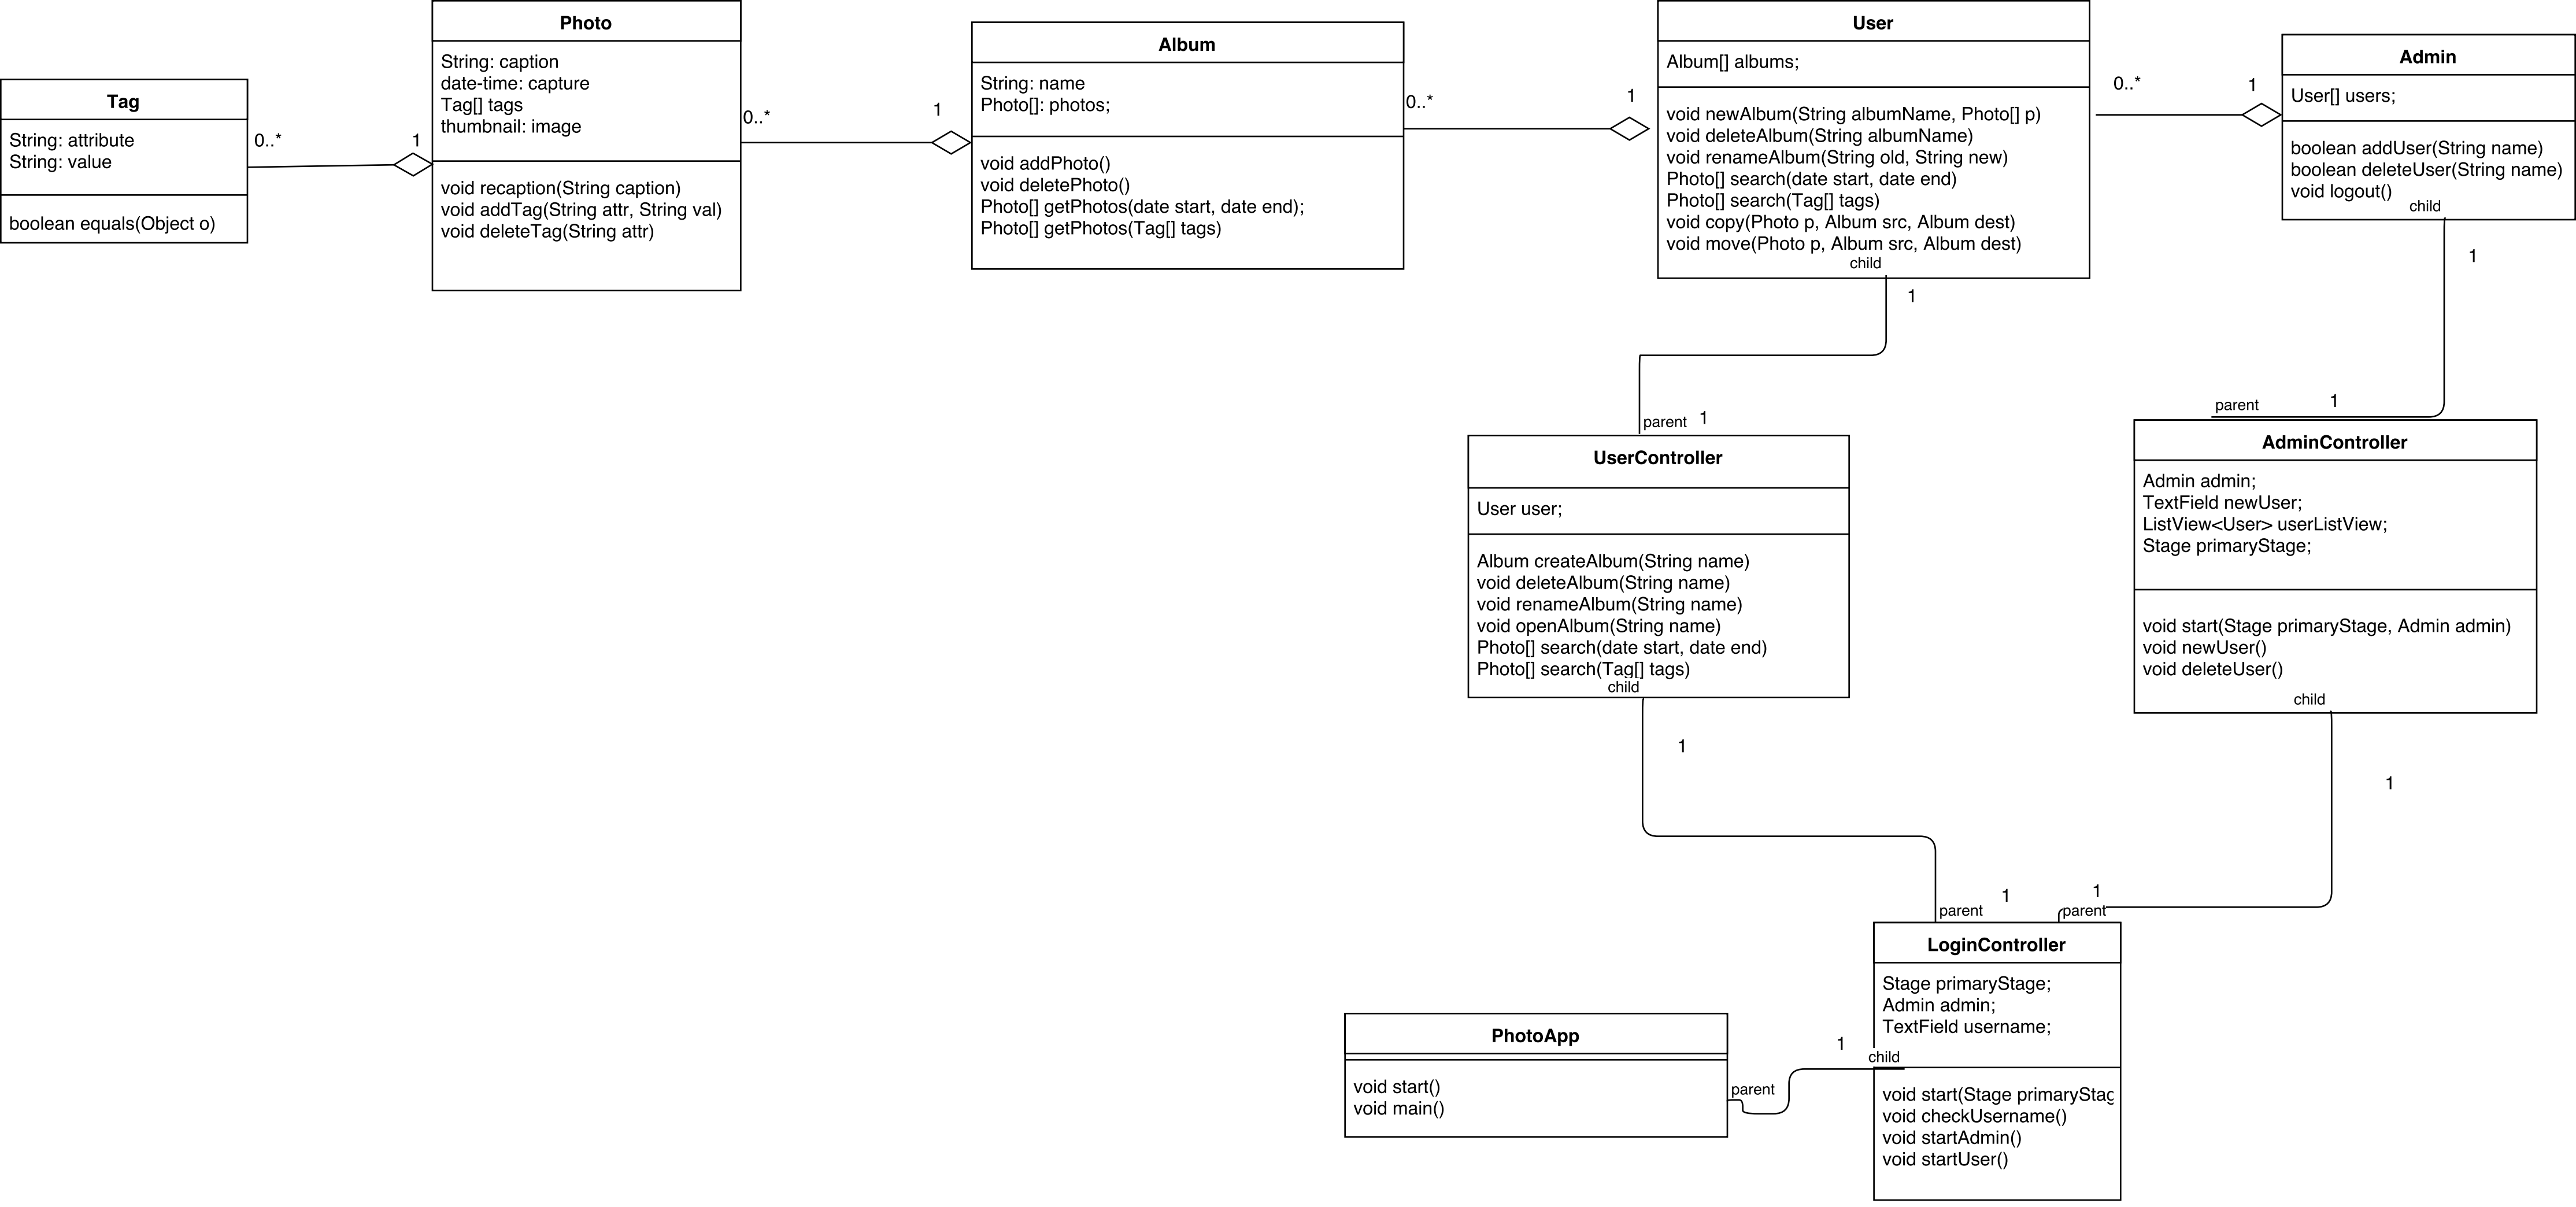 Tag
String: attribute
String: value
boolean equals(Object o)
0..*
1
Photo
String: caption
date-time: capture
Tag[] tags
thumbnail: image
void recaption(String caption)
void addTag(String attr, String val)
void deleteTag(String attr)
0..*
1
Album
String: name
Photo[]: photos;
void addPhoto()
void deletePhoto()
Photo[] getPhotos(date start, date end);
Photo[] getPhotos(Tag[] tags)
0..*
1
User
Album[] albums;
void newAlbum(String albumName, Photo[] p)
void deleteAlbum(String albumName)
void renameAlbum(String old, String new)
Photo[] search(date start, date end)
Photo[] search(Tag[] tags)
void copy(Photo p, Album src, Album dest)
void move(Photo p, Album src, Album dest)
child
1
0..*
1
Admin
User[] users;
boolean addUser(String name)
boolean deleteUser(String name)
void logout()
child
1
parent 1
UserController
User user;
Album createAlbum(String name)
void deleteAlbum(String name)
void renameAlbum(String name)
void openAlbum(String name)
Photo[] search(date start, date end)
Photo[] search(Tag[] tags)
child
1
parent 1
AdminController
Admin admin;
TextField newUser;
ListView<User> userListView;
Stage primaryStage;
void start(Stage primaryStage, Admin admin)
void newUser()
void deleteUser()
child
1
parent 1
parent 1
LoginController
Stage primaryStage;
Admin admin;
TextField username;
child
1
void start(Stage primaryStag
void checkUsername()
void startAdmin()
void startUser()
PhotoApp
void start()
void main()
parent